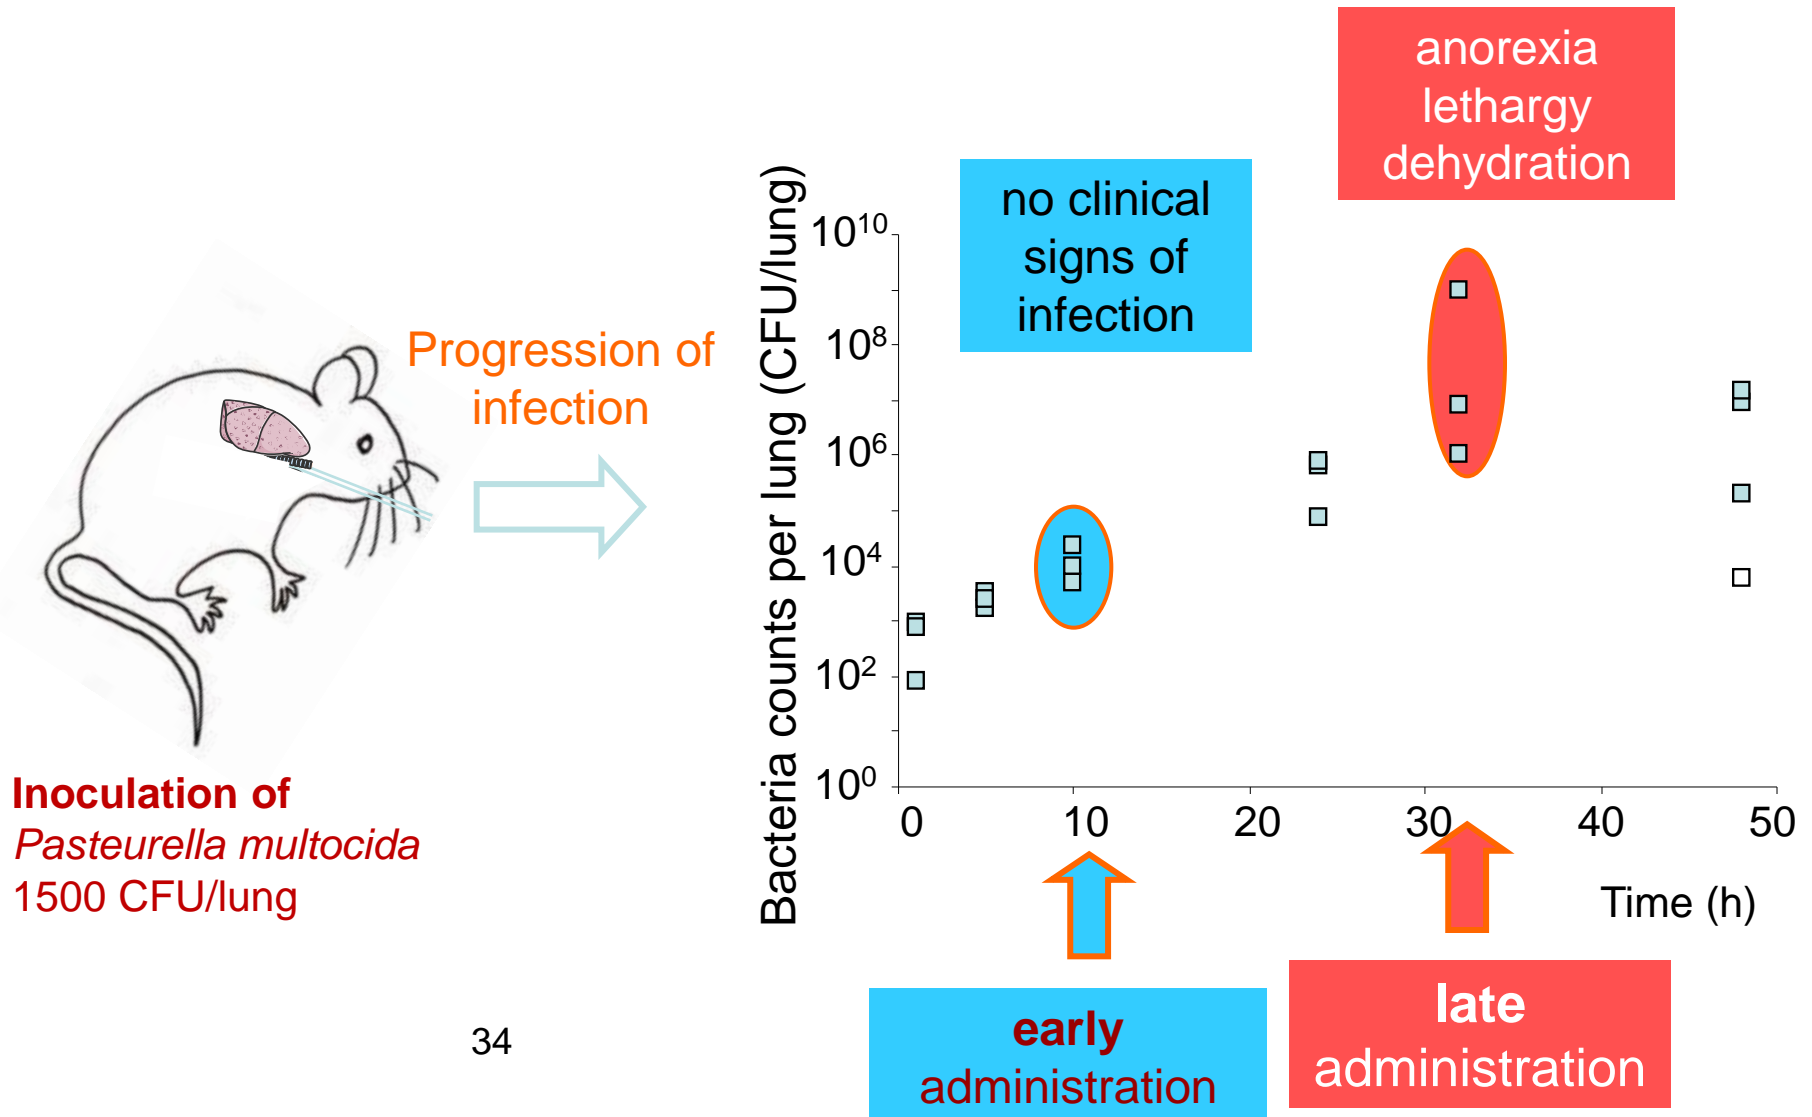 anorexia
lethargy
dehydration
no clinical
signs of
infection
Progression of
infection
Bacteria counts per lung (CFU/lung)
10¹⁰
10⁸
10⁶
10⁴
10²
10⁰
0 10 20 30 40 50
Time (h)
Inoculation of
Pasteurella multocida
1500 CFU/lung
early
administration
late
administration
34